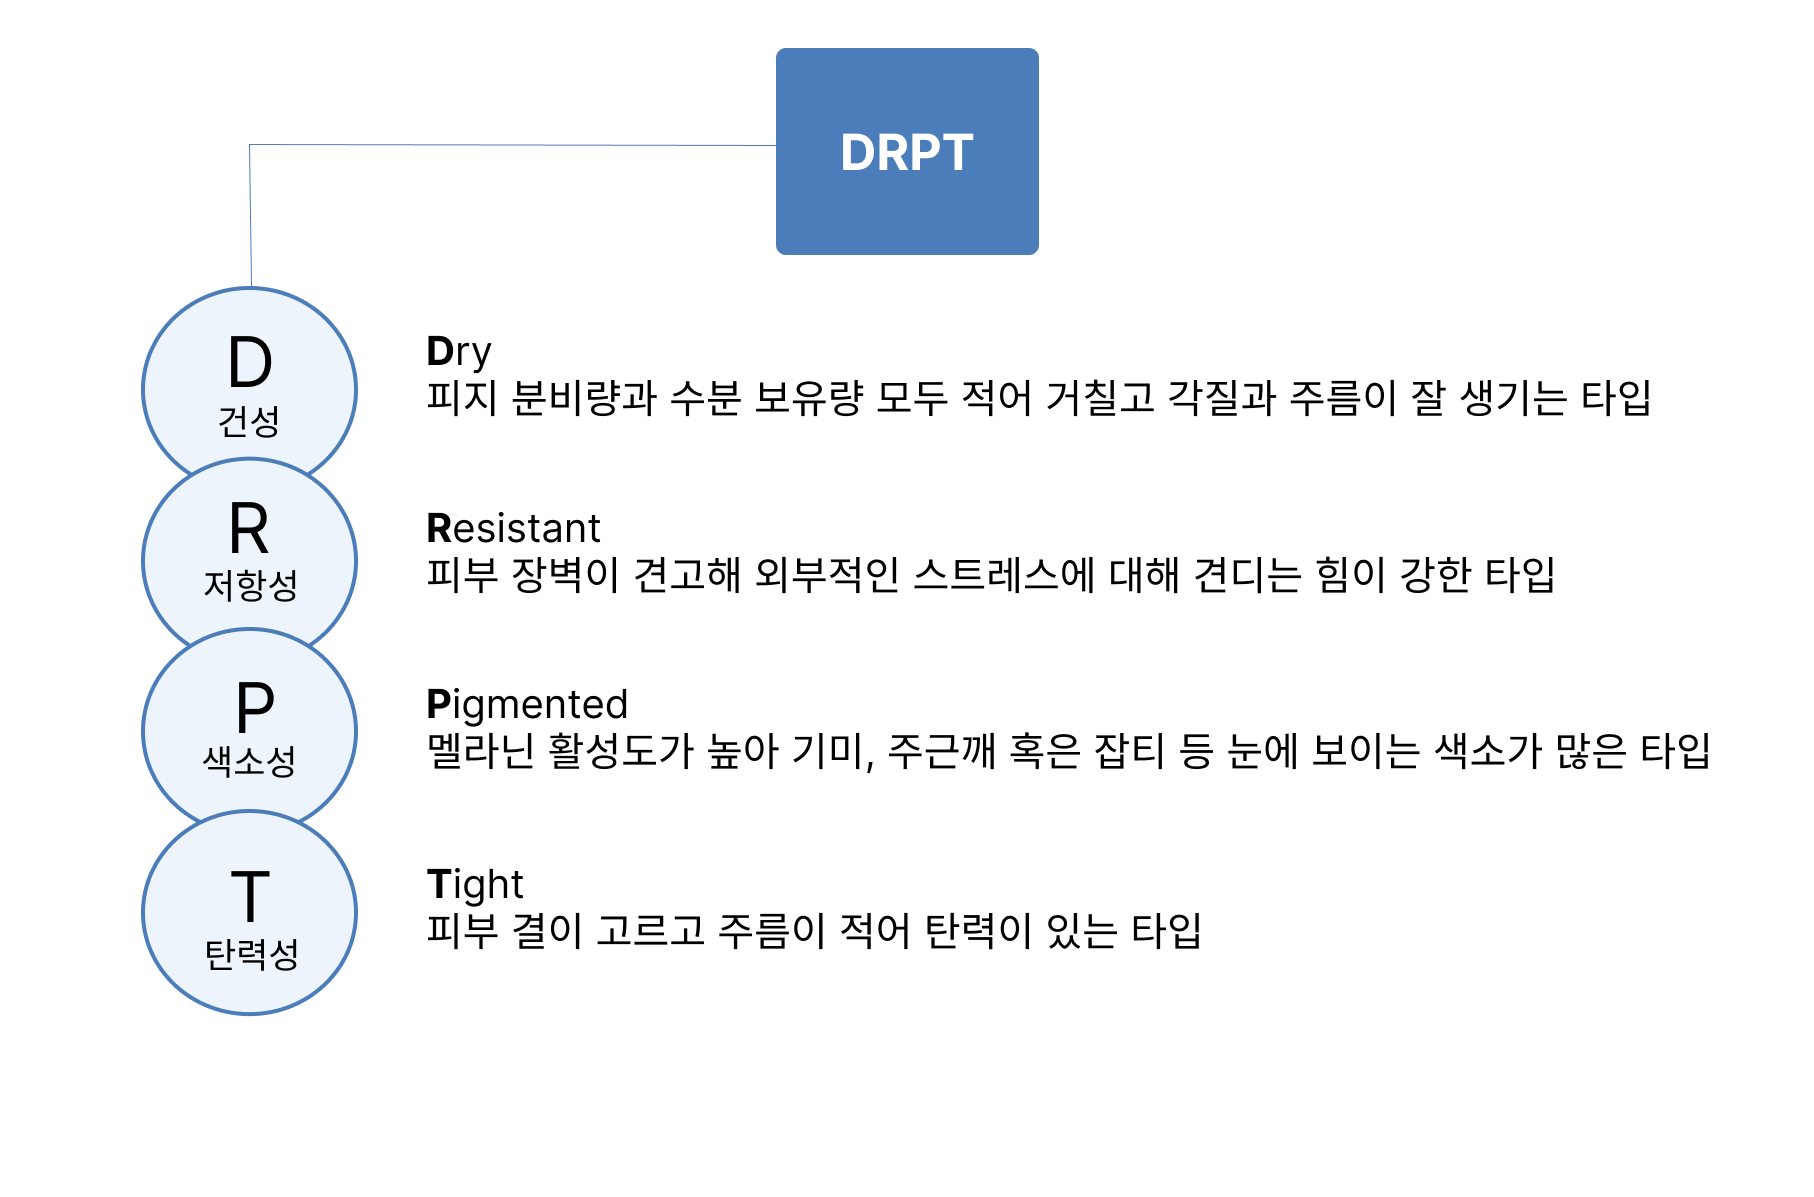 DRPT
D
건성
Dry
피지 분비량과 수분 보유량 모두 적어 거칠고 각질과 주름이 잘 생기는 타입
R
저항성
Resistant
피부 장벽이 견고해 외부적인 스트레스에 대해 견디는 힘이 강한 타입
P
색소성
Pigmented
멜라닌 활성도가 높아 기미, 주근깨 혹은 잡티 등 눈에 보이는 색소가 많은 타입
T
탄력성
Tight
피부 결이 고르고 주름이 적어 탄력이 있는 타입